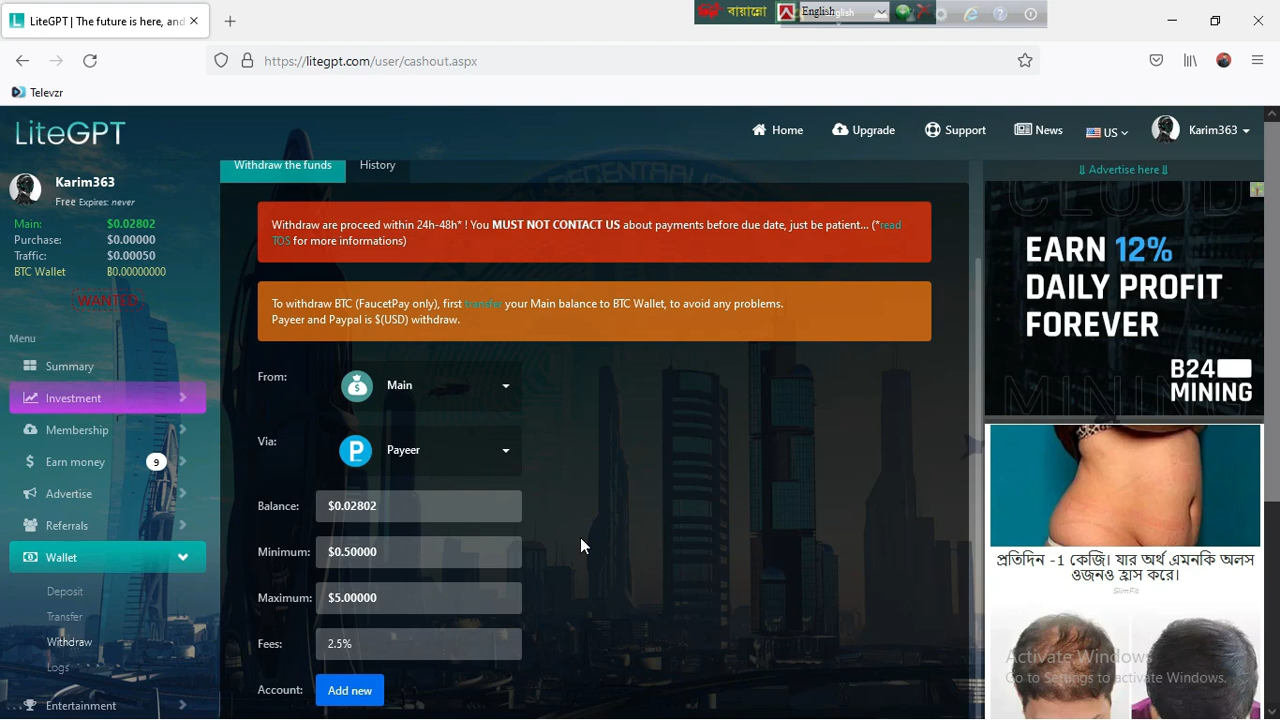 LiteGPT | The future is here, and
বায়ান্নো
English
https://litegpt.com/user/cashout.aspx
Televzr
LiteGPT
Home
Upgrade
Support
News
US
Karim363
Karim363
Free Expires: never
Main: $0.02802
Purchase: $0.00000
Traffic: $0.00050
BTC Wallet ฿0.00000000
WANTED
Menu
Summary
Investment
Membership
Earn money 9
Advertise
Referrals
Wallet
Deposit
Transfer
Withdraw
Logs
Entertainment
Withdraw the funds
History
Withdraw are proceed within 24h-48h* ! You MUST NOT CONTACT US about payments before due date, just be patient... (*read
TOS for more informations)
To withdraw BTC (FaucetPay only), first transfer your Main balance to BTC Wallet, to avoid any problems.
Payeer and Paypal is $(USD) withdraw.
From: Main
Via: Payeer
Balance: $0.02802
Minimum: $0.50000
Maximum: $5.00000
Fees: 2.5%
Account: Add new
⇓ Advertise here ⇓
CLOUD
EARN 12%
DAILY PROFIT
FOREVER
B24
MINING
MINING
প্রতিদিন -1 কেজি। যার অর্থ এমনকি অলস
ওজনও হ্রাস করে।
SlimFit
Activate Windows
Go to Settings to activate Windows.